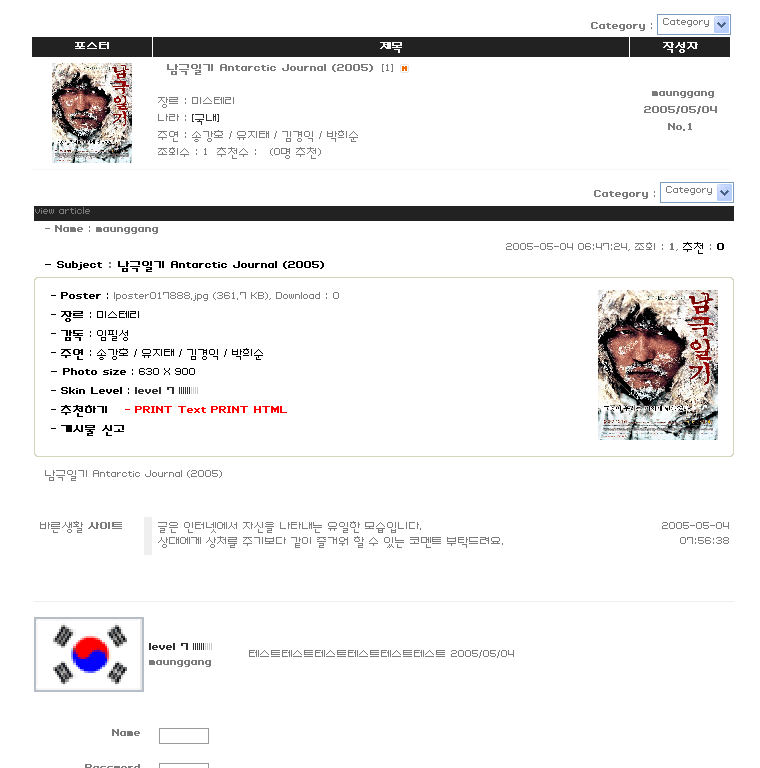 Category : Category
포스터 제목 작성자
남극일기 Antarctic Journal (2005) [1] N
장르 : 미스테리
나라 : [국내]
주연 : 송강호 / 유지태 / 김경익 / 박희순
조회수 : 1 추천수 : (0명 추천)
maunggang
2005/05/04
No.1
남극일기
Category : Category
view article
- Name : maunggang
2005-05-04 06:47:24, 조회 : 1, 추천 : 0
- Subject : 남극일기 Antarctic Journal (2005)
- Poster : lposter017888.jpg (361.7 KB), Download : 0
- 장르 : 미스테리
- 감독 : 임필성
- 주연 : 송강호 / 유지태 / 김경익 / 박희순
- Photo size : 630 X 900
- Skin Level : level 7 ||||||||
- 추천하기 - PRINT Text PRINT HTML
- 게시물 신고
남극일기
남극일기 Antarctic Journal (2005)
바른생활 사이트
글은 인터넷에서 자신을 나타내는 유일한 모습입니다.
상대에게 상처를 주기보다 같이 즐거워 할 수 있는 코멘트 부탁드려요.
2005-05-04
07:56:38
level 7 ||||||||
maunggang
테스트테스트테스트테스트테스트테스트 2005/05/04
Name
Password